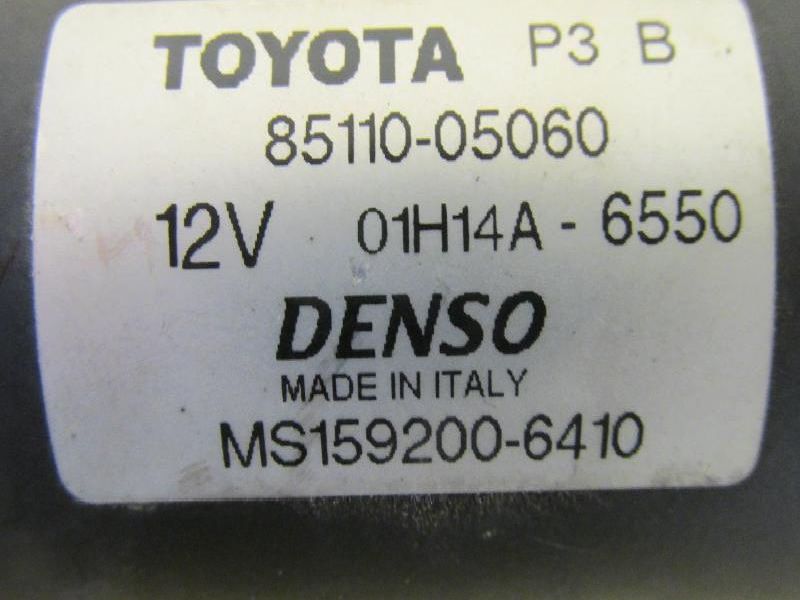 TOYOTA P3 B
85110-05060
12V 01H14A - 6550
DENSO
MADE IN ITALY
MS159200-6410